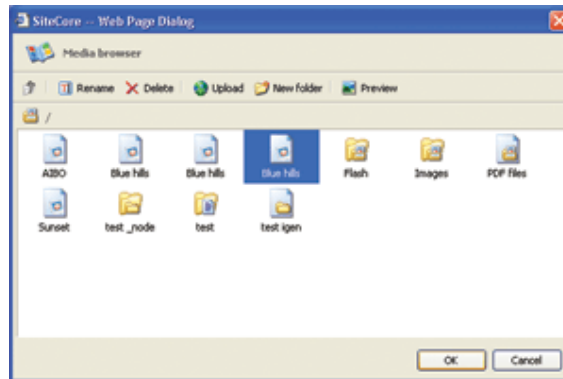 SiteCore -- Web Page Dialog
Media browser
Rename Delete Upload New folder Preview
/
AIBO Blue hills Blue hills Blue hills Flash Images PDF files
Sunset test _node test test igen
OK Cancel